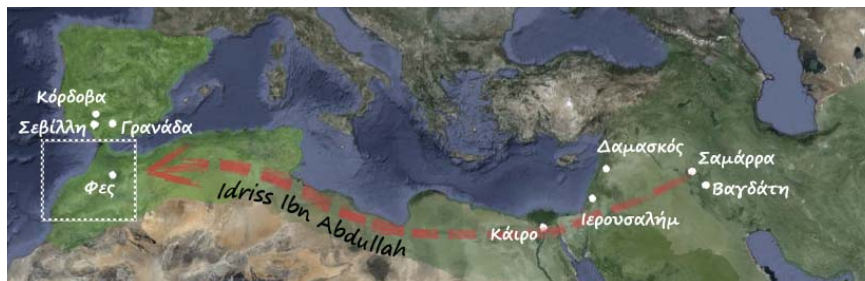 Κόρδοβα
Σεβίλλη
Γρανάδα
Φες
Idriss Ibn Abdullah
Κάιρο
Δαμασκός
Ιερουσαλήμ
Σαμάρρα
Βαγδάτη